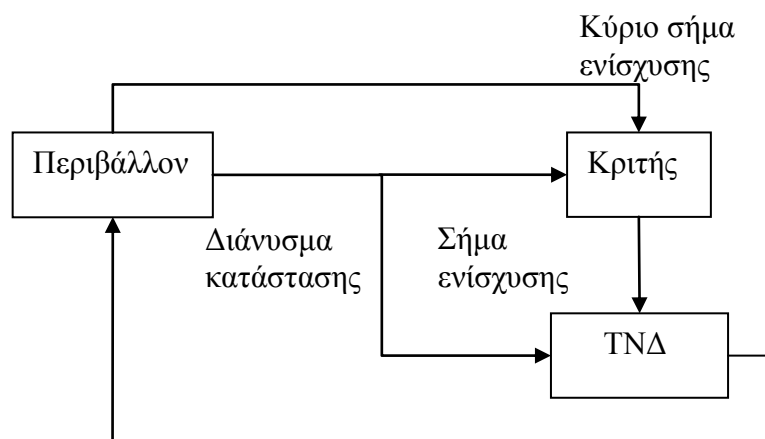 Κύριο σήμα
ενίσχυσης
Περιβάλλον
Κριτής
Διάνυσμα
κατάστασης
Σήμα
ενίσχυσης
ΤΝΔ